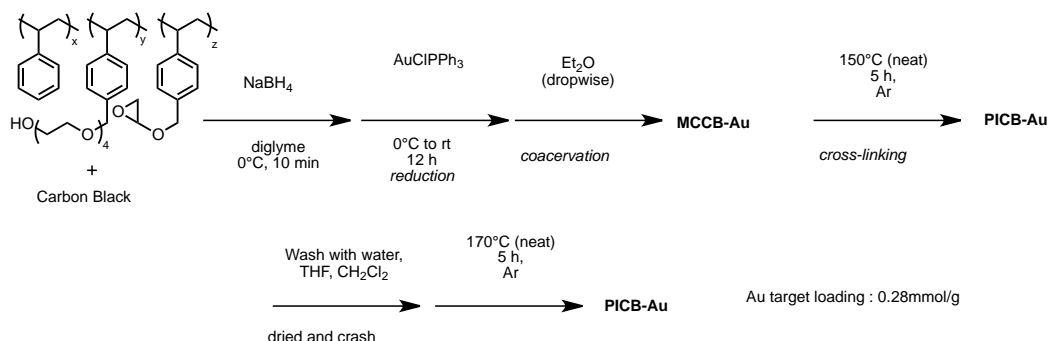 x
y
z
O
HO
O
4
O
+
Carbon Black
NaBH4
diglyme
0°C, 10 min
AuClPPh3
0°C to rt
12 h
reduction
Et2O
(dropwise)
coacervation
MCCB-Au
150°C (neat)
5 h,
Ar
cross-linking
PICB-Au
Wash with water,
THF, CH2Cl2
dried and crash
170°C (neat)
5 h,
Ar
PICB-Au
Au target loading : 0.28mmol/g